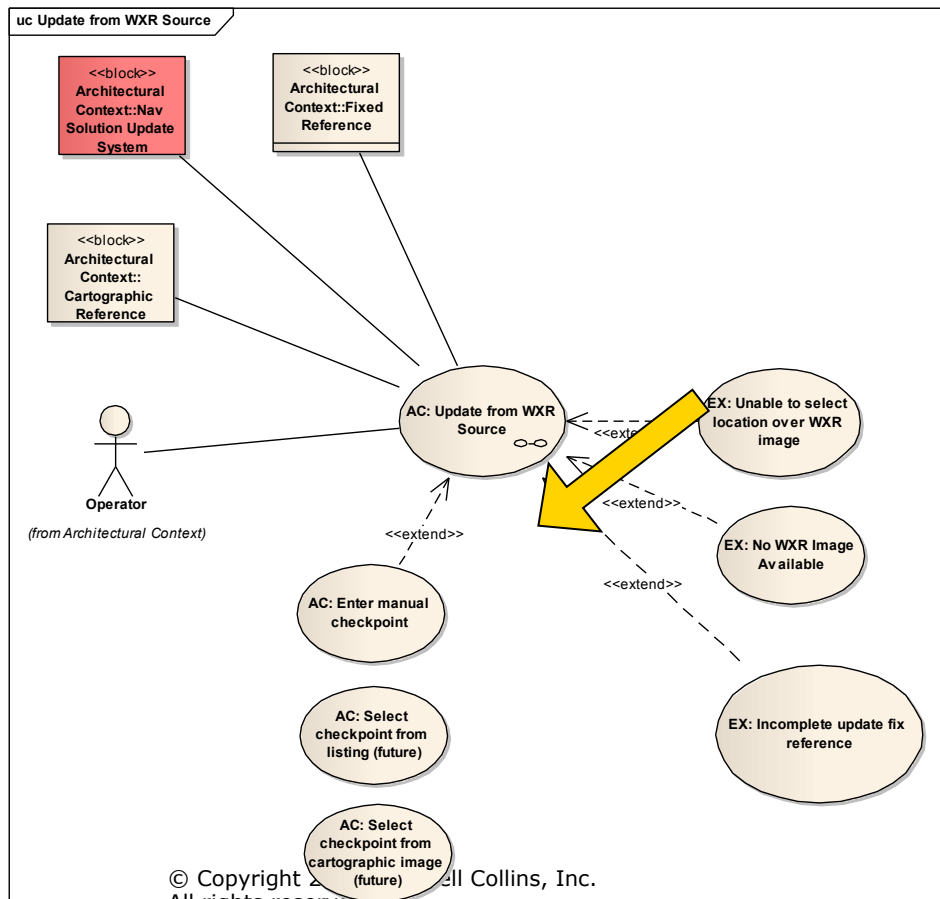 uc Update from WXR Source
<<block>>
Architectural
Context::Nav
Solution Update
System
<<block>>
Architectural
Context::Fixed
Reference
<<block>>
Architectural
Context::
Cartographic
Reference
AC: Update from WXR
Source
EX: Unable to select
location over WXR
image
<<extend>>
Operator
(from Architectural Context)
<<extend>>
<<extend>>
EX: No WXR Image
Available
<<extend>>
AC: Enter manual
checkpoint
EX: Incomplete update fix
reference
AC: Select
checkpoint from
listing (future)
AC: Select
checkpoint from
cartographic image
(future)
© Copyright Collins, Inc.
All rights